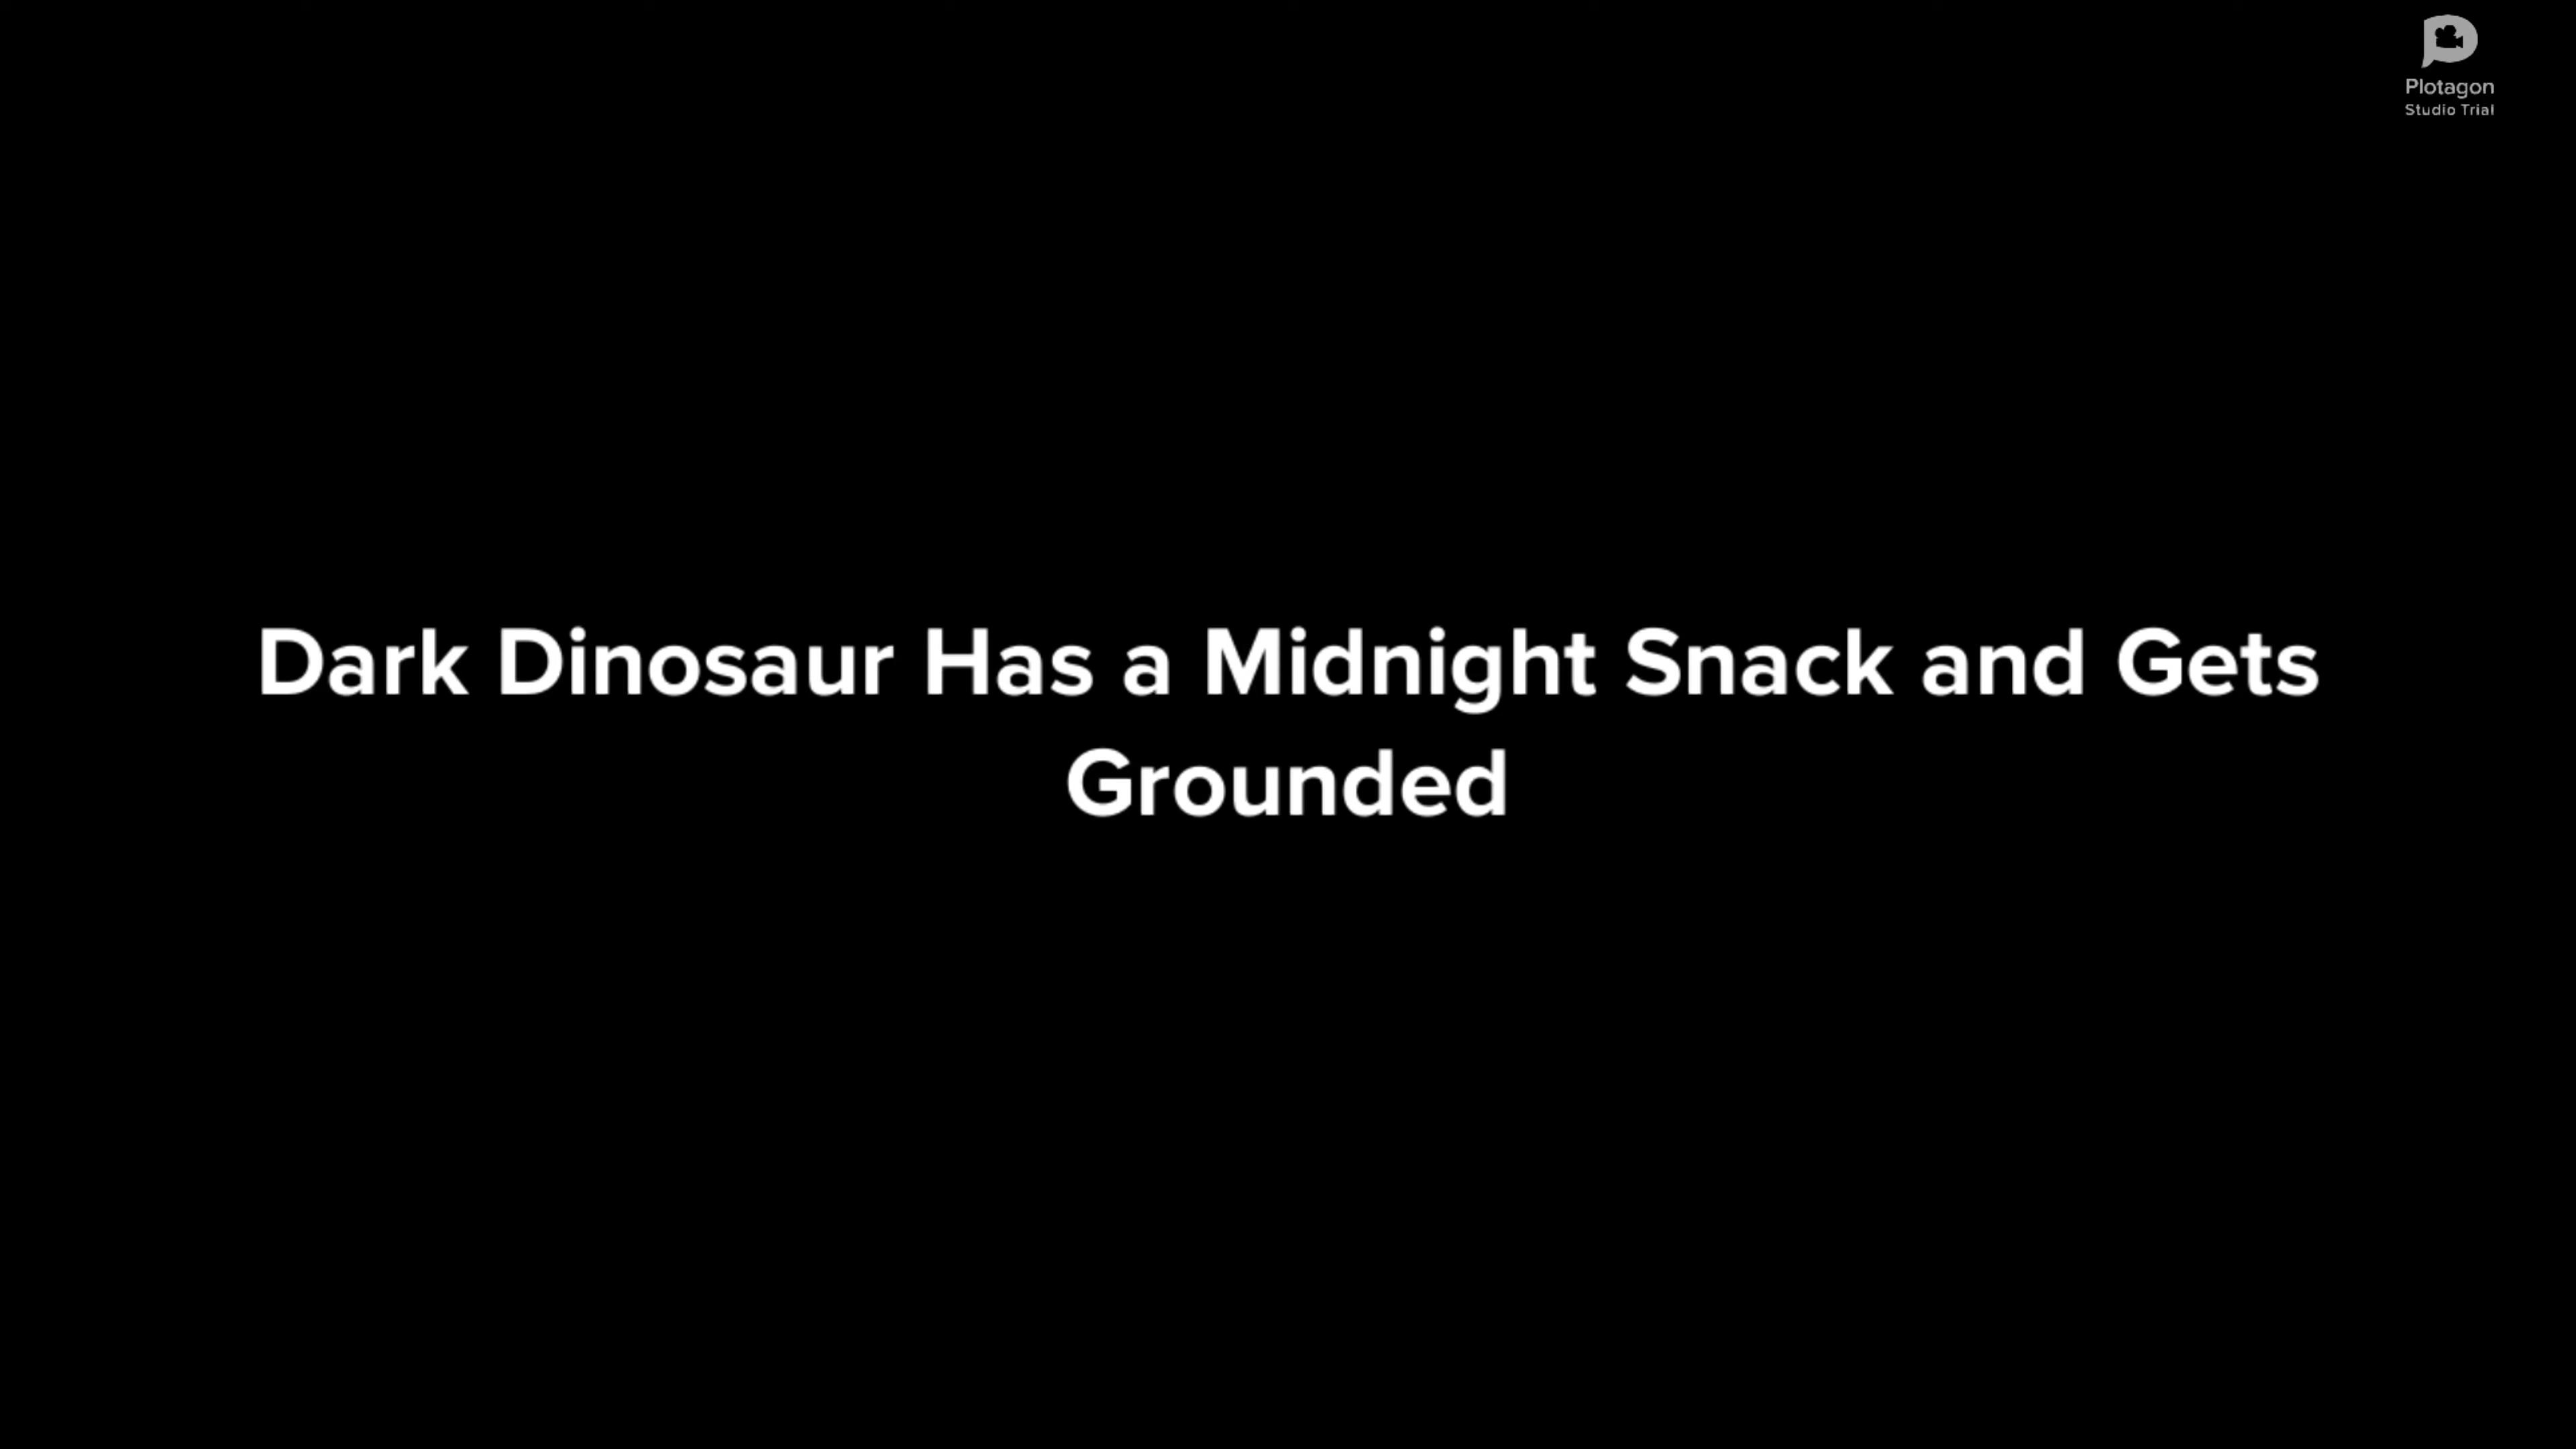 Plotagon
Studio Trial
Dark Dinosaur Has a Midnight Snack and Gets
Grounded